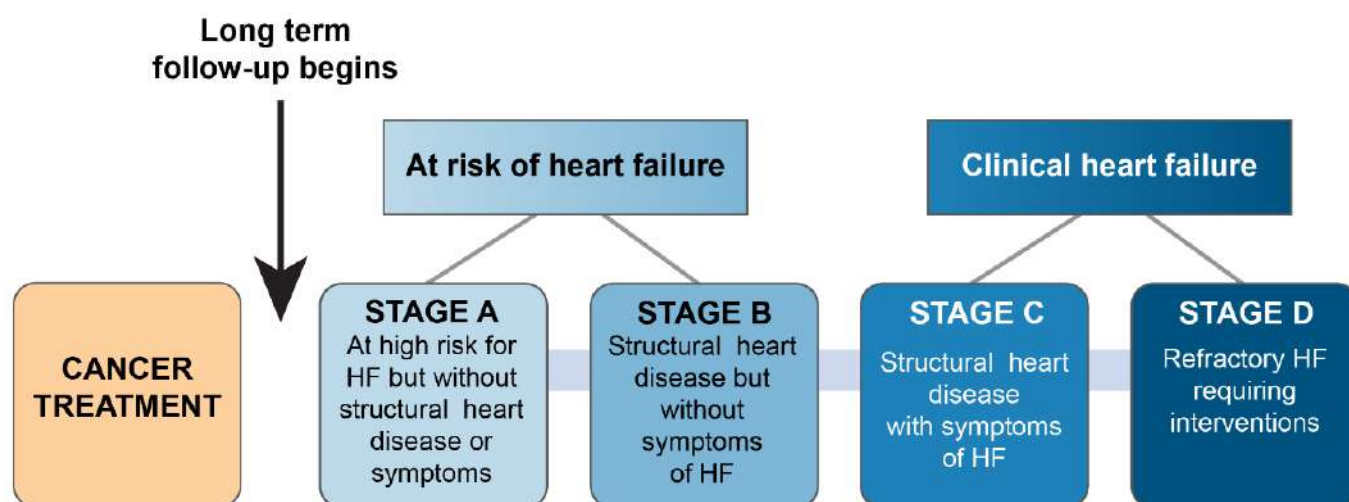 Long term
follow-up begins
At risk of heart failure
Clinical heart failure
CANCER
TREATMENT
STAGE A
At high risk for
HF but without
structural heart
disease or
symptoms
STAGE B
Structural heart
disease but
without
symptoms
of HF
STAGE C
Structural heart
disease
with symptoms
of HF
STAGE D
Refractory HF
requiring
interventions